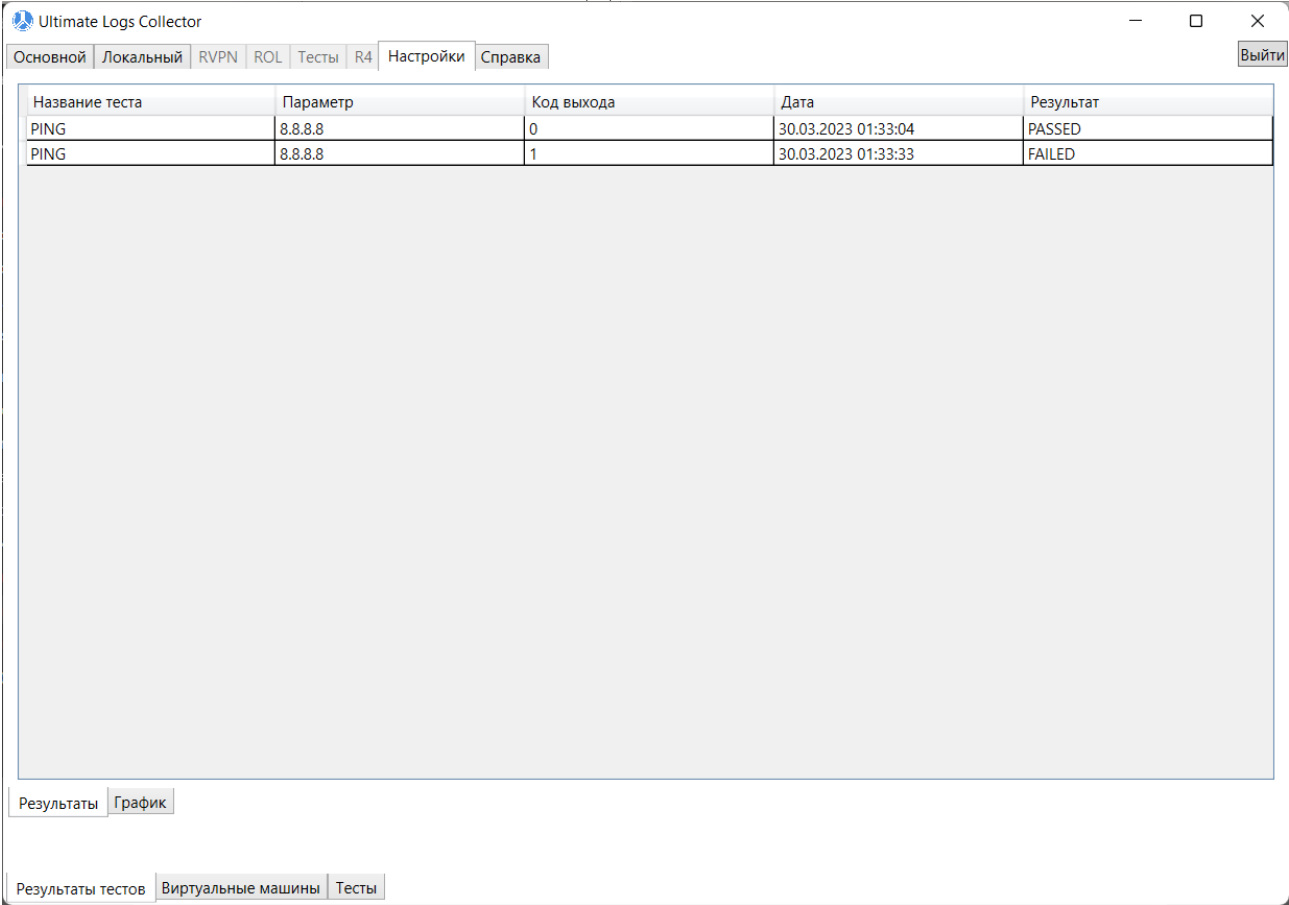 Ultimate Logs Collector
Основной Локальный RVPN ROL Тесты R4 Настройки Справка Выйти
Название теста Параметр Код выхода Дата Результат
PING 8.8.8.8 0 30.03.2023 01:33:04 PASSED
PING 8.8.8.8 1 30.03.2023 01:33:33 FAILED
Результаты График
Результаты тестов Виртуальные машины Тесты